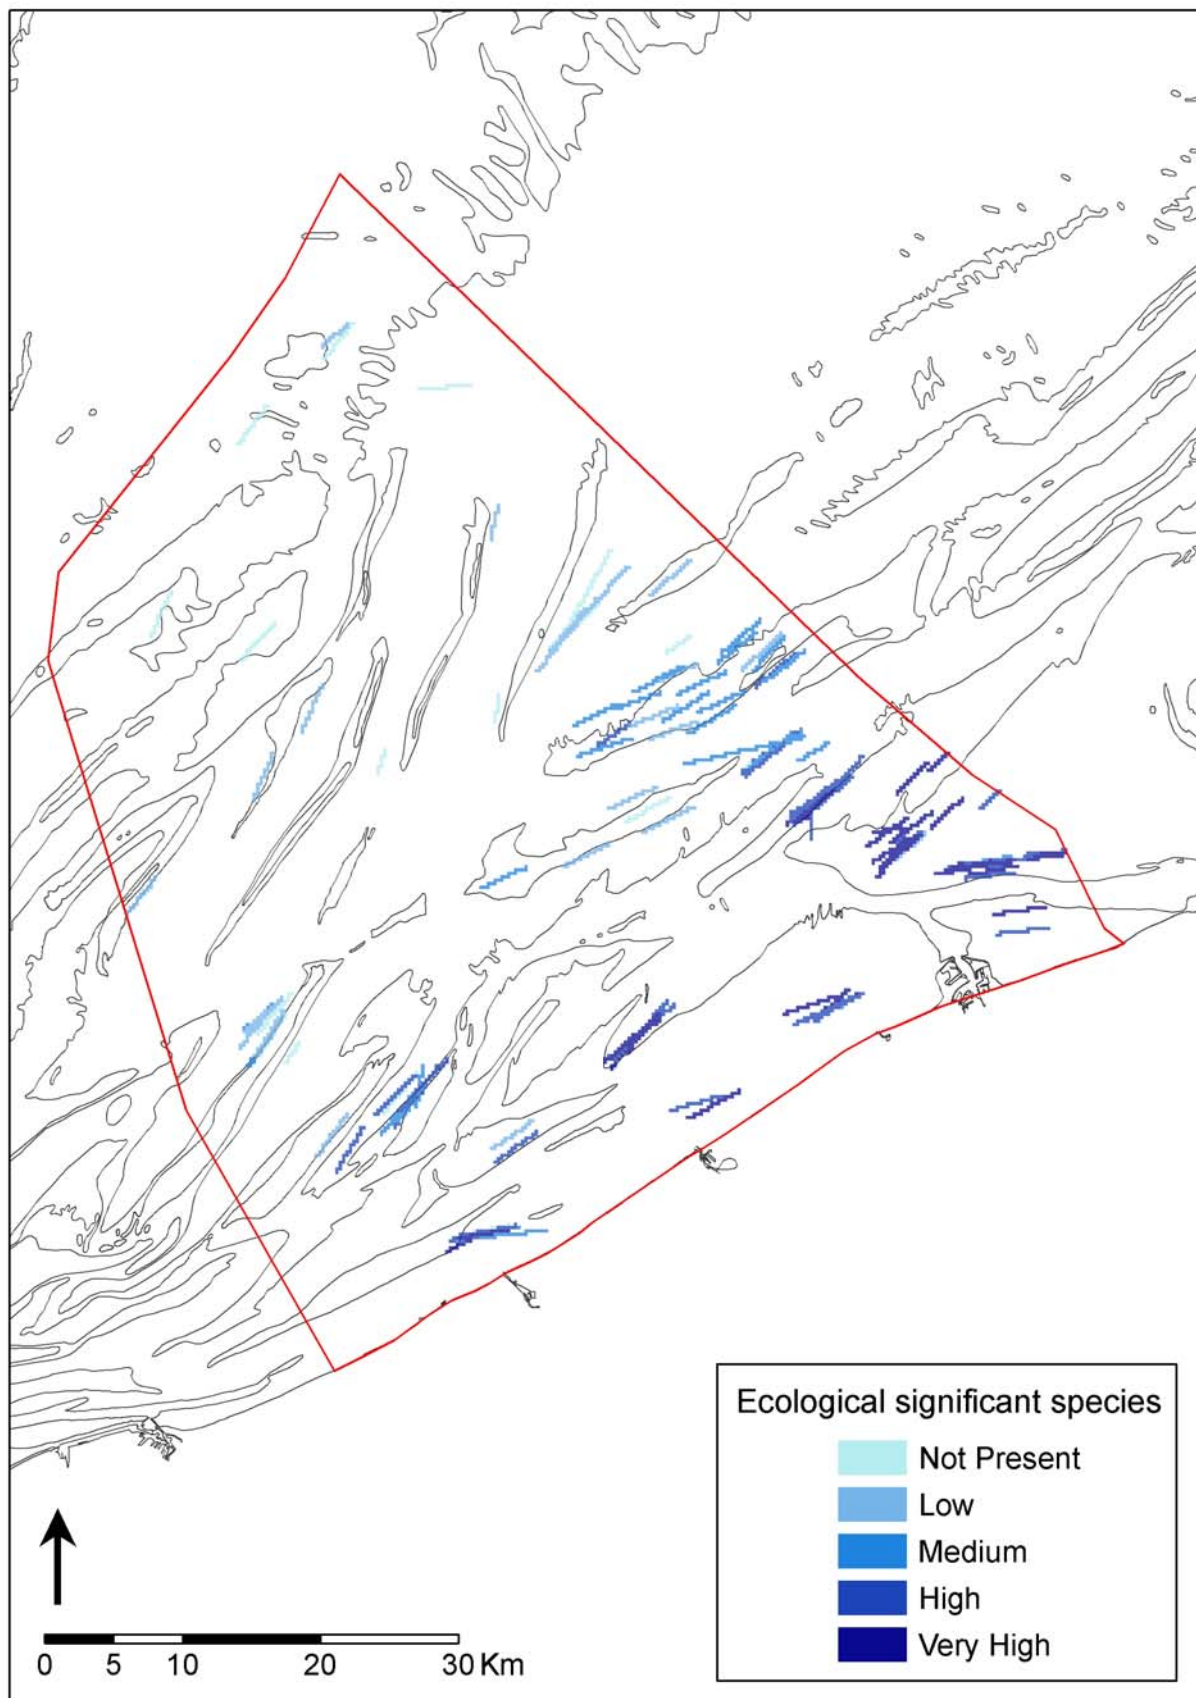 Ecological significant species
Not Present
Low
Medium
High
Very High
0 5 10 20 30 Km